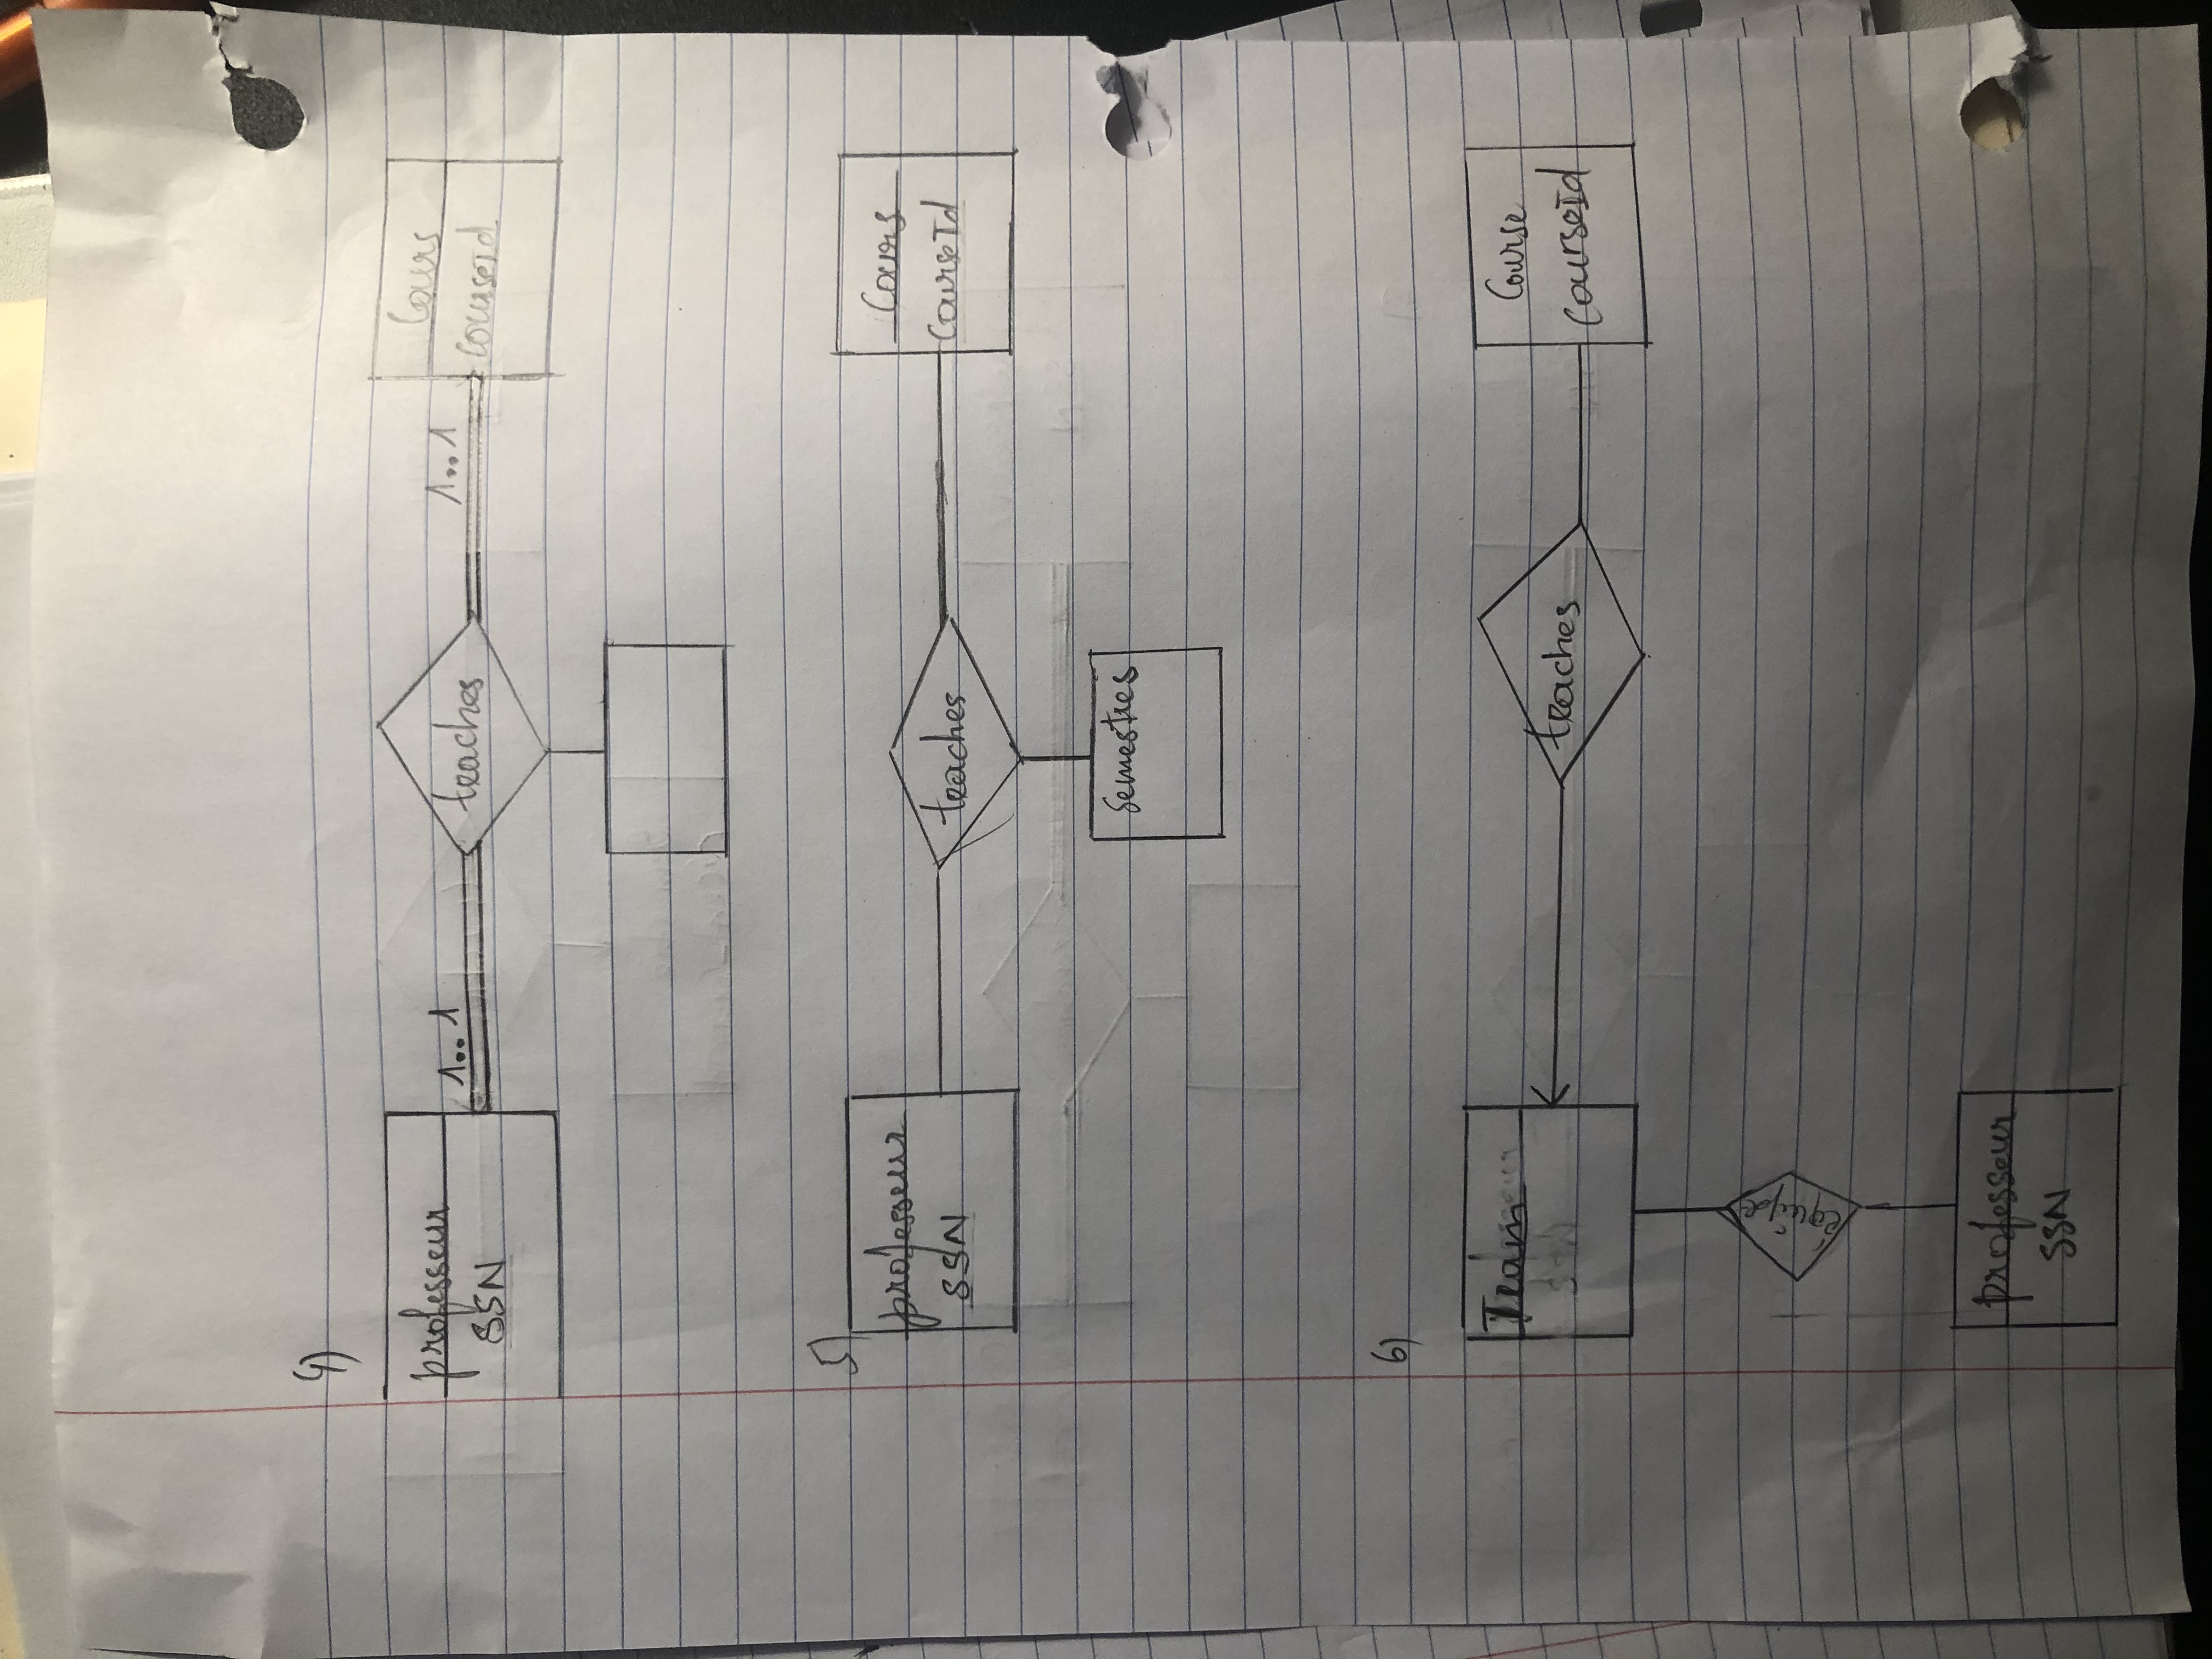 4)
professeur
SSN
1..1
teaches
1..1
Cours
CourseId
5)
professeur
SSN
teaches
Cours
CourseId
Semestres
6)
Team
SSN
teaches
Course
CourseId
équipe
professeur
SSN